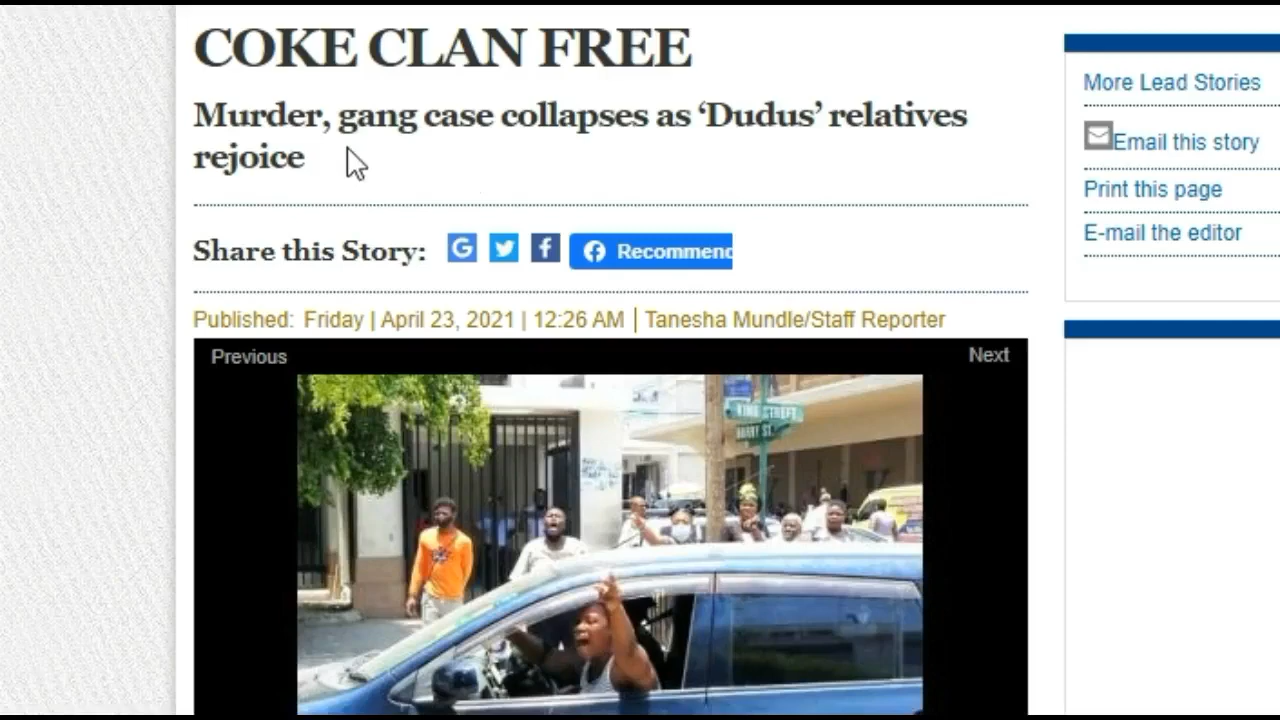 COKE CLAN FREE
Murder, gang case collapses as ‘Dudus’ relatives
rejoice
Share this Story:
Recommend
Published: Friday | April 23, 2021 | 12:26 AM | Tanesha Mundle/Staff Reporter
Previous
Next
KING STREET
BARRY ST.
More Lead Stories
Email this story
Print this page
E-mail the editor